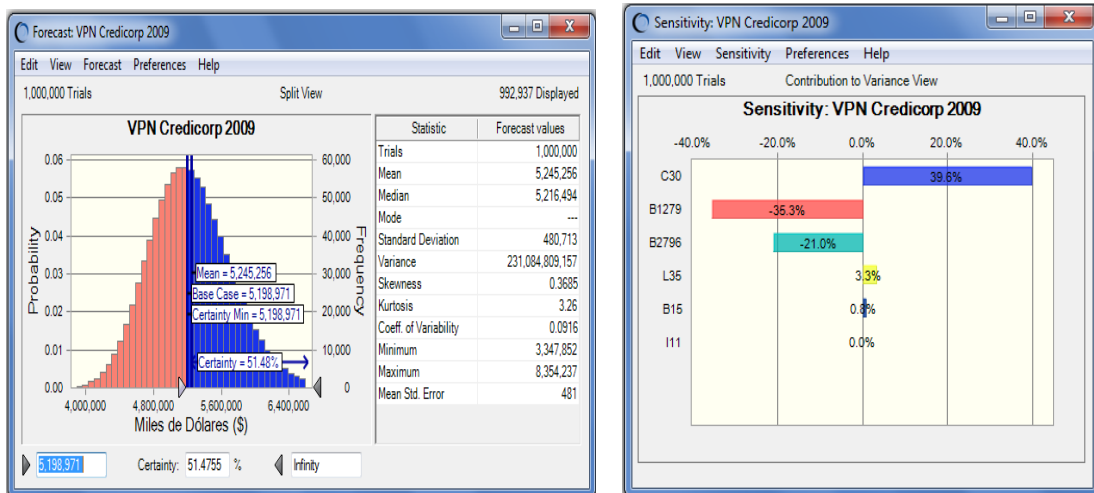 Forecast: VPN Credicorp 2009
Edit View Forecast Preferences Help
1,000,000 Trials Split View 992,937 Displayed
VPN Credicorp 2009
Probability
0.06
0.05
0.04
0.03
0.02
0.01
0.00
60,000
50,000
40,000
30,000
20,000
10,000
0
Frequency
Mean = 5,245,256
Base Case = 5,198,971
Certainty Min = 5,198,971
Certainty = 51.48%
4,000,000 4,800,000 5,600,000 6,400,000
Miles de Dólares ($)
Statistic Forecast values
Trials 1,000,000
Mean 5,245,256
Median 5,216,494
Mode ---
Standard Deviation 480,713
Variance 231,084,809,157
Skewness 0.3685
Kurtosis 3.26
Coeff. of Variability 0.0916
Minimum 3,347,852
Maximum 8,354,237
Mean Std. Error 481
5,198,971 Certainty: 51.4755 % Infinity
Sensitivity: VPN Credicorp 2009
Edit View Sensitivity Preferences Help
1,000,000 Trials Contribution to Variance View
Sensitivity: VPN Credicorp 2009
-40.0% -20.0% 0.0% 20.0% 40.0%
C30 39.6%
B1279 -35.3%
B2796 -21.0%
L35 3.3%
B15 0.8%
I11 0.0%